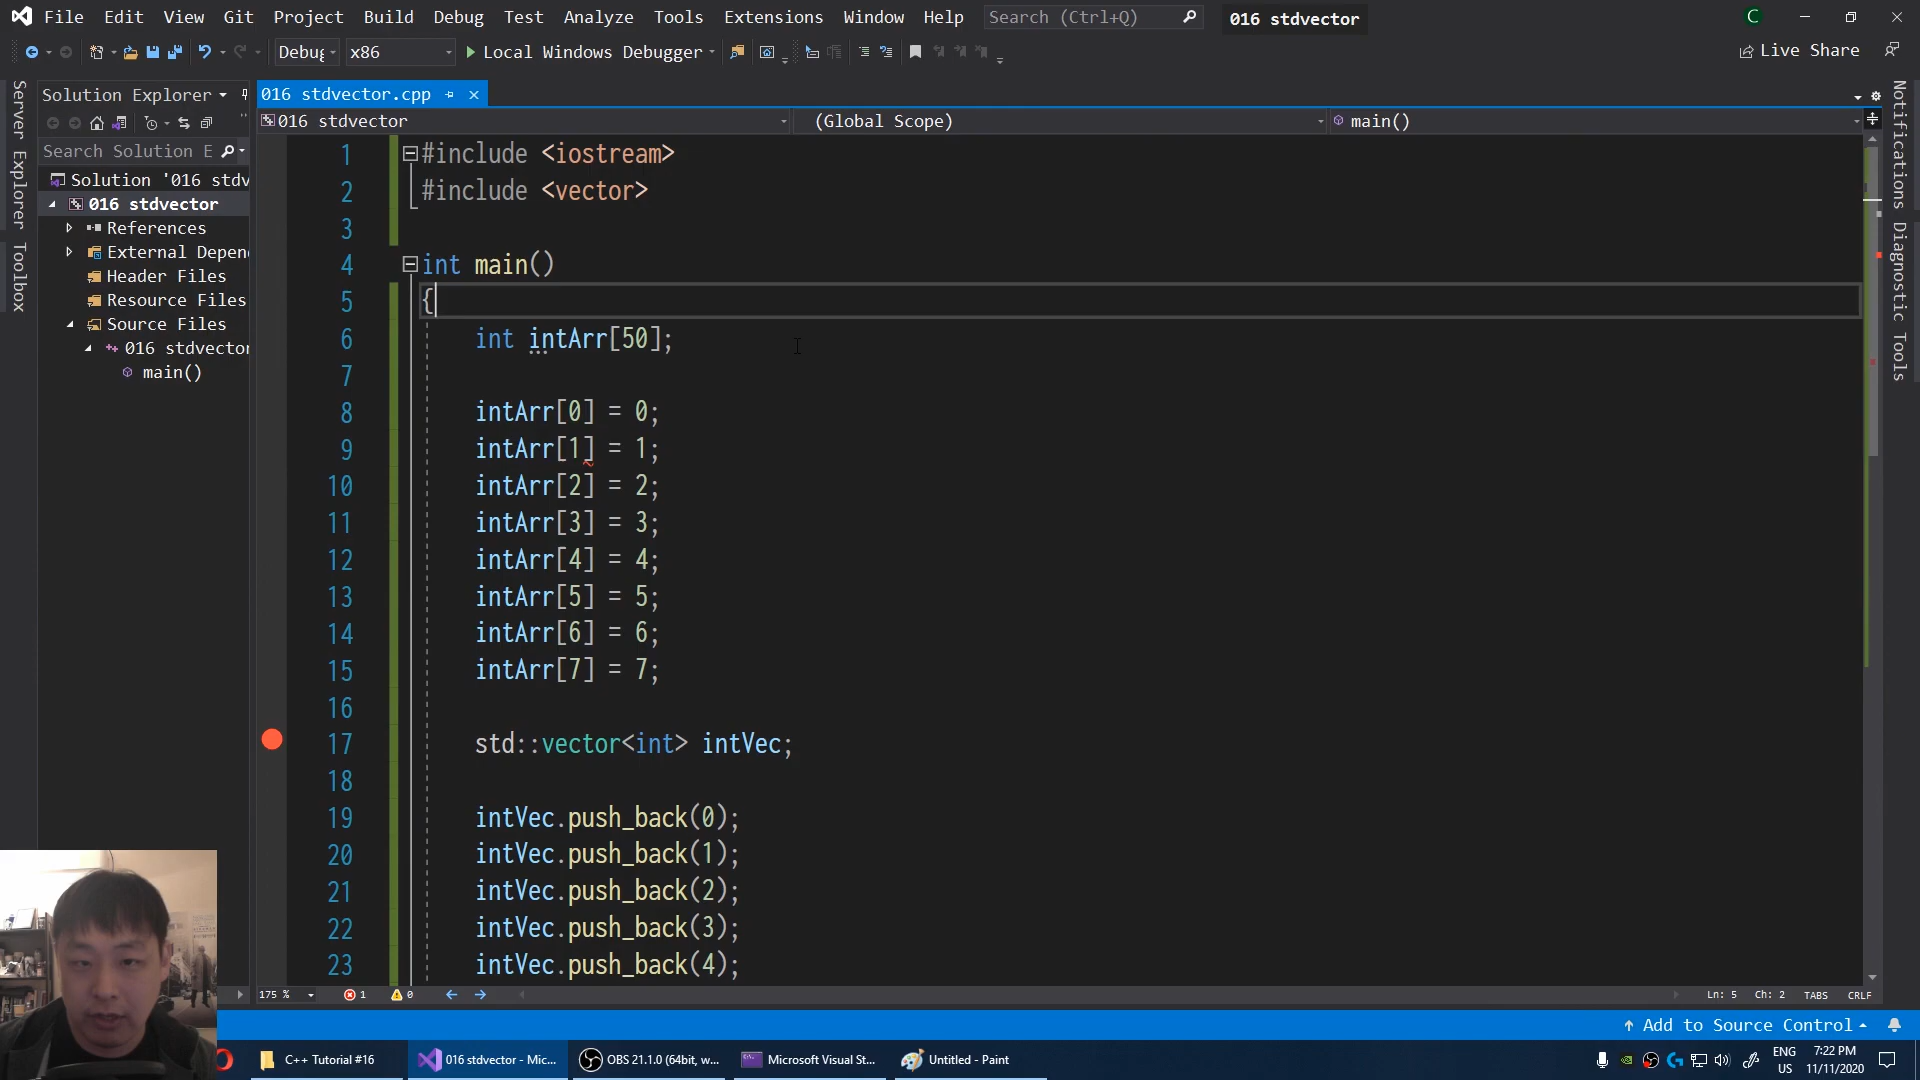 File Edit View Git Project Build Debug Test Analyze Tools Extensions Window Help Search (Ctrl+Q) 016 stdvector C
Debug x86 Local Windows Debugger Live Share
Server Explorer
Toolbox
Solution Explorer
Search Solution E
Solution '016 stdv
016 stdvector
References
External Depen
Header Files
Resource Files
Source Files
016 stdvector
main()
016 stdvector.cpp
016 stdvector (Global Scope) main()
1 #include <iostream>
2 #include <vector>
3
4 int main()
5 {
6 int intArr[50];
7
8 intArr[0] = 0;
9 intArr[1] = 1;
10 intArr[2] = 2;
11 intArr[3] = 3;
12 intArr[4] = 4;
13 intArr[5] = 5;
14 intArr[6] = 6;
15 intArr[7] = 7;
16
17 std::vector<int> intVec;
18
19 intVec.push_back(0);
20 intVec.push_back(1);
21 intVec.push_back(2);
22 intVec.push_back(3);
23 intVec.push_back(4);
Notifications
Diagnostic Tools
175 % 1 0 Ln: 5 Ch: 2 TABS CRLF
Add to Source Control
C++ Tutorial #16 016 stdvector - Mic... OBS 21.1.0 (64bit, w... Microsoft Visual St... Untitled - Paint ENG 7:22 PM
US 11/11/2020